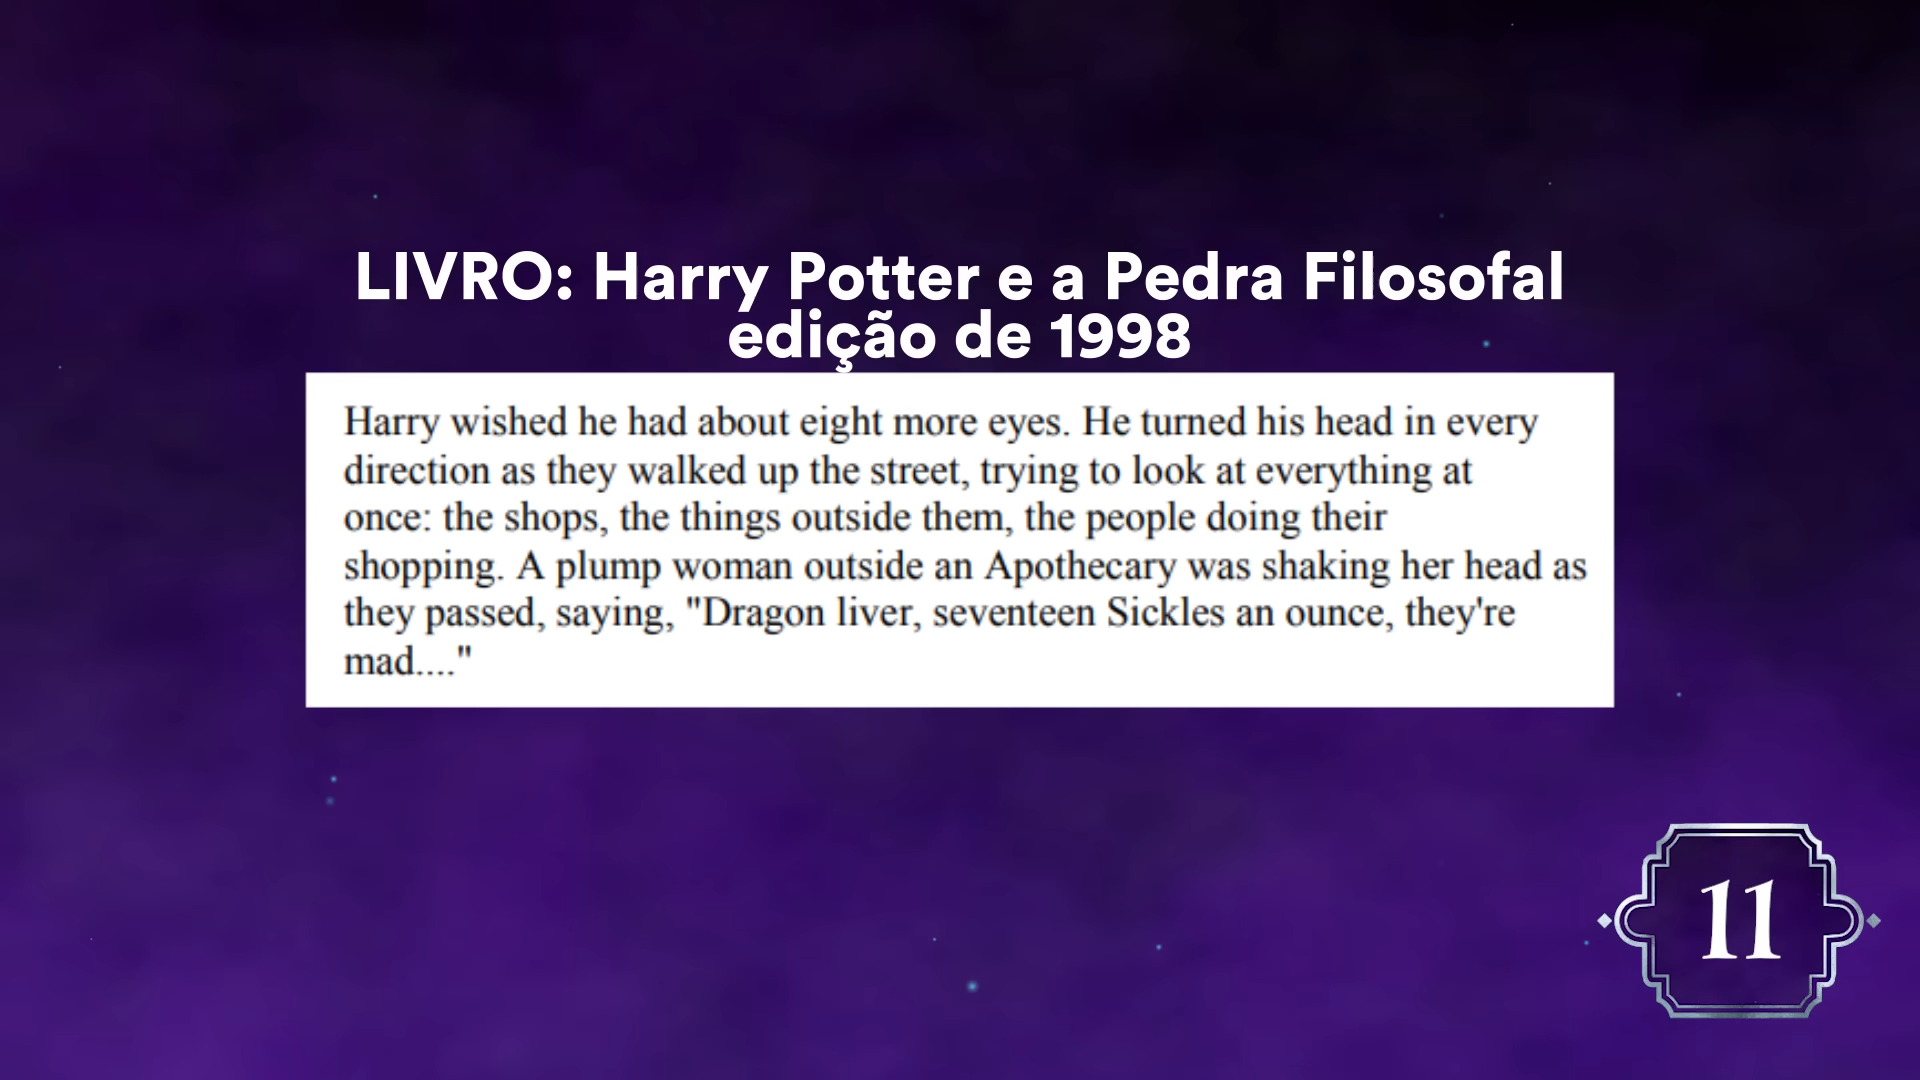 LIVRO: Harry Potter e a Pedra Filosofal
edição de 1998
Harry wished he had about eight more eyes. He turned his head in every
direction as they walked up the street, trying to look at everything at
once: the shops, the things outside them, the people doing their
shopping. A plump woman outside an Apothecary was shaking her head as
they passed, saying, "Dragon liver, seventeen Sickles an ounce, they're
mad...."
11